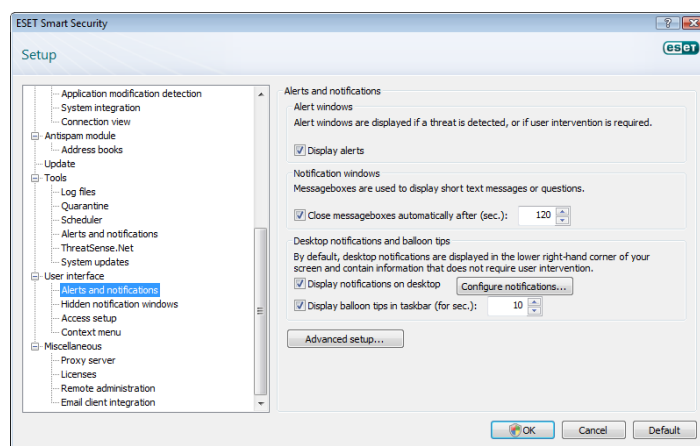 ESET Smart Security
Setup
eset
Application modification detection
System integration
Connection view
Antispam module
Address books
Update
Tools
Log files
Quarantine
Scheduler
Alerts and notifications
ThreatSense.Net
System updates
User interface
Alerts and notifications
Hidden notification windows
Access setup
Context menu
Miscellaneous
Proxy server
Licenses
Remote administration
Email client integration
Alerts and notifications
Alert windows
Alert windows are displayed if a threat is detected, or if user intervention is required.
Display alerts
Notification windows
Messageboxes are used to display short text messages or questions.
Close messageboxes automatically after (sec.): 120
Desktop notifications and balloon tips
By default, desktop notifications are displayed in the lower right-hand corner of your
screen and contain information that does not require user intervention.
Display notifications on desktop Configure notifications...
Display balloon tips in taskbar (for sec.): 10
Advanced setup...
OK Cancel Default